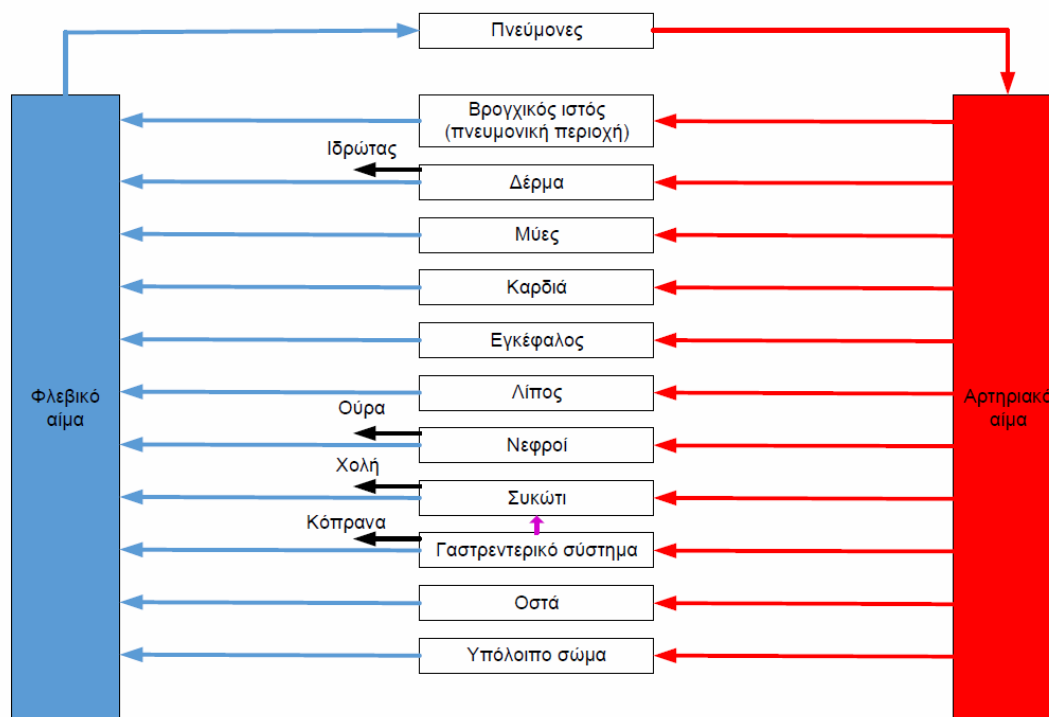 Πνεύμονες
Βρογχικός ιστός
(πνευμονική περιοχή)
Ιδρώτας
Δέρμα
Μύες
Καρδιά
Εγκέφαλος
Λίπος
Φλεβικό
αίμα
Αρτηριακό
αίμα
Ούρα
Νεφροί
Χολή
Συκώτι
Κόπρανα
Γαστρεντερικό σύστημα
Οστά
Υπόλοιπο σώμα